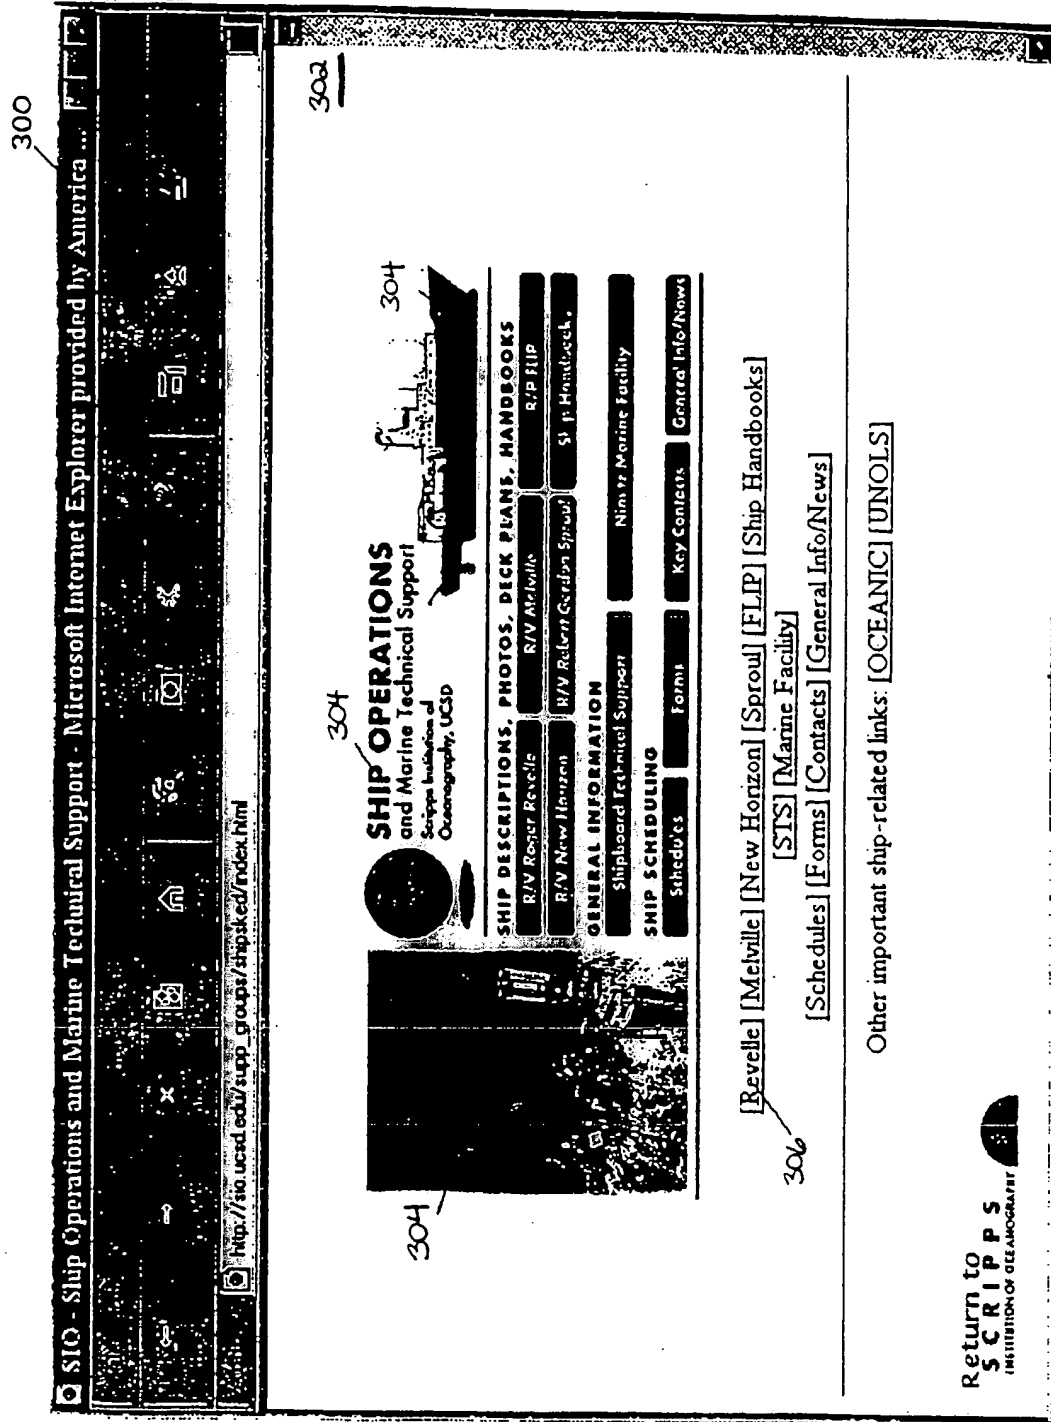 300
SIO - Ship Operations and Marine Technical Support - Microsoft Internet Explorer provided by America ...
http://sio.ucsd.edu/supp_groups/shipsked/index.html
302
304
304
SHIP OPERATIONS
and Marine Technical Support
Scripps Institution of
Oceanography, UCSD
SHIP DESCRIPTIONS, PHOTOS, DECK PLANS, HANDBOOKS
R/V Roger Revelle R/V Melville R/P FLIP
R/V New Horizon R/V Robert Gordon Sproul Ship Handbooks
GENERAL INFORMATION
Shipboard Technical Support Nimitz Marine Facility
SHIP SCHEDULING
Schedules Forms Key Contacts General Info/News
304
[Revelle] [Melville] [New Horizon] [Sproul] [FLIP] [Ship Handbooks]
306
[STS] [Marine Facility]
[Schedules] [Forms] [Contacts] [General Info/News]
Other important ship-related links: [OCEANIC] [UNOLS]
Return to
SCRIPPS
INSTITUTION OF OCEANOGRAPHY